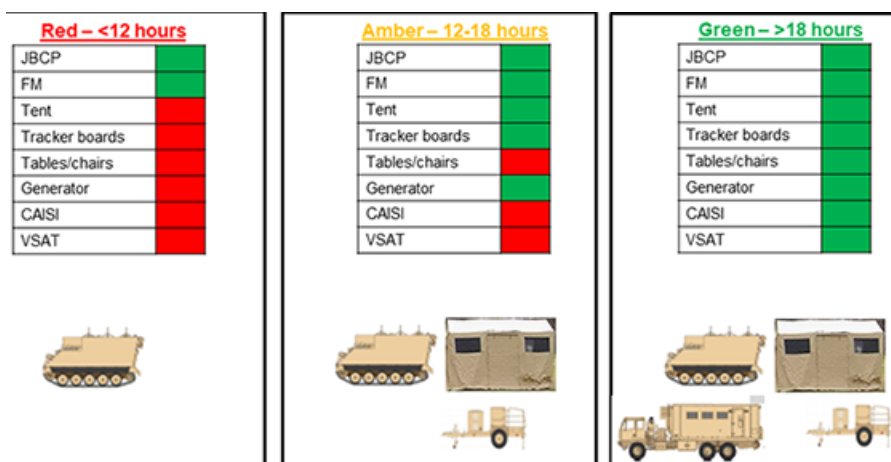 Red – <12 hours
JBCP
FM
Tent
Tracker boards
Tables/chairs
Generator
CAISI
VSAT
Amber – 12-18 hours
JBCP
FM
Tent
Tracker boards
Tables/chairs
Generator
CAISI
VSAT
Green – >18 hours
JBCP
FM
Tent
Tracker boards
Tables/chairs
Generator
CAISI
VSAT